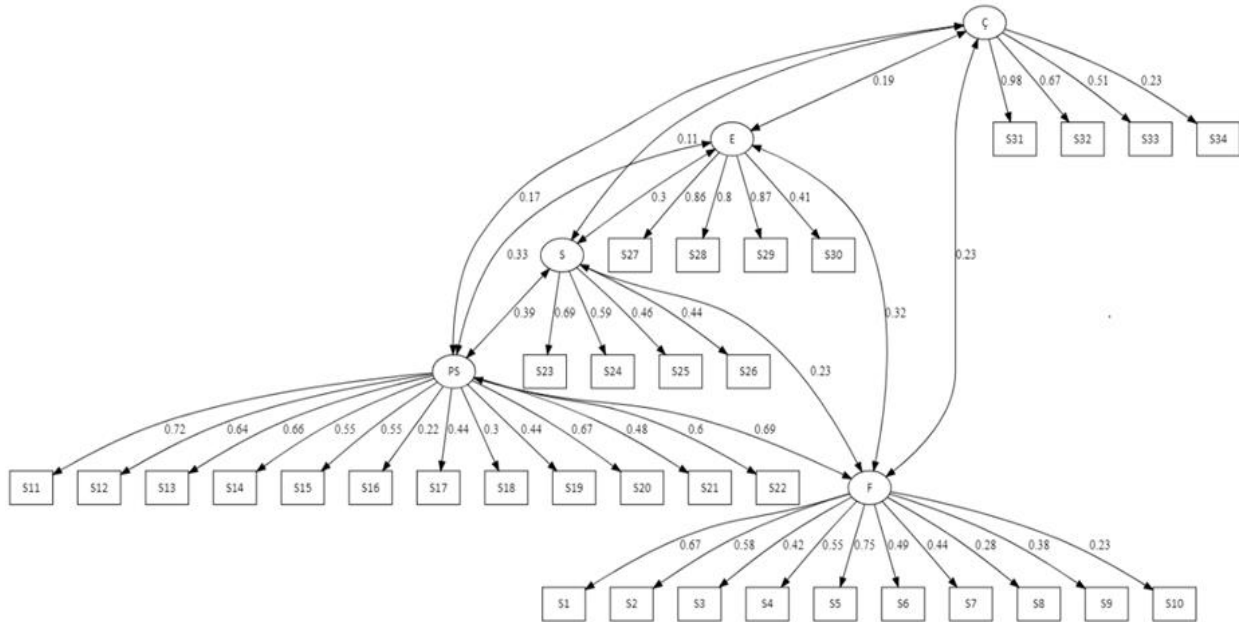 Ç
0.19
0.98
0.67
0.51
0.23
S31
S32
S33
S34
E
0.11
0.17
0.3
0.86
0.8
0.87
0.41
0.33
S
S27
S28
S29
S30
0.23
0.39
0.69
0.59
0.46
0.44
0.32
PS
S23
S24
S25
S26
0.23
0.72
0.64
0.66
0.55
0.55
0.22
0.44
0.3
0.44
0.67
0.48
0.6
0.69
S11
S12
S13
S14
S15
S16
S17
S18
S19
S20
S21
S22
F
0.67
0.58
0.42
0.55
0.75
0.49
0.44
0.28
0.38
0.23
S1
S2
S3
S4
S5
S6
S7
S8
S9
S10